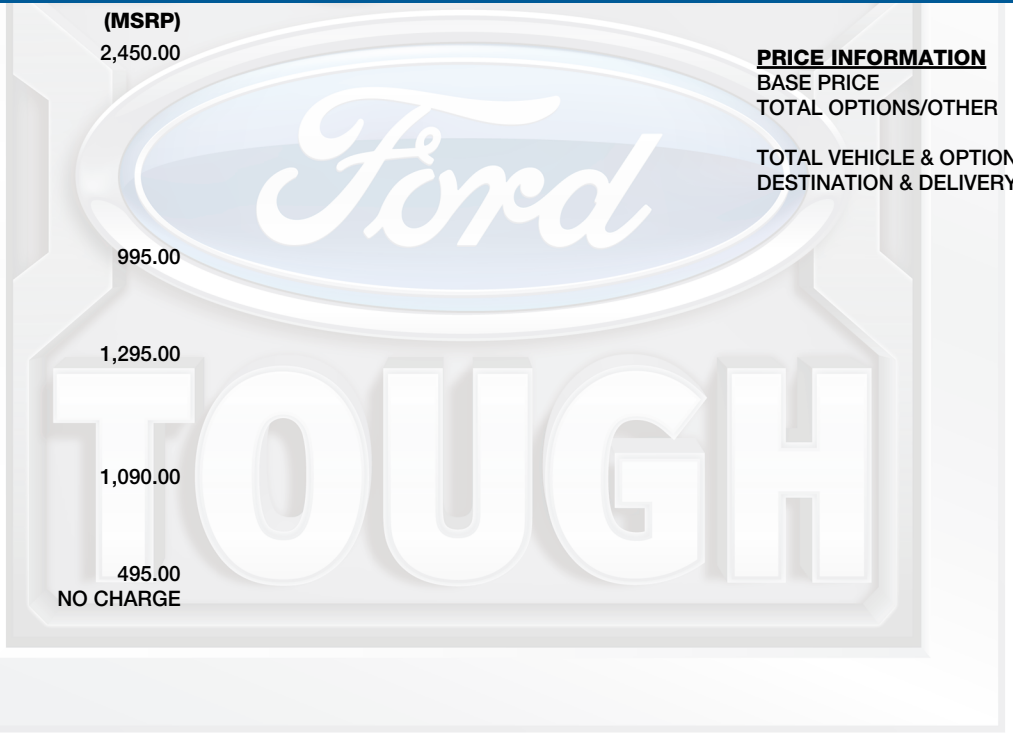 (MSRP)
2,450.00
995.00
1,295.00
1,090.00
495.00
NO CHARGE
PRICE INFORMATION
BASE PRICE
TOTAL OPTIONS/OTHER
TOTAL VEHICLE & OPTION
DESTINATION & DELIVERY
Ford
TOUGH